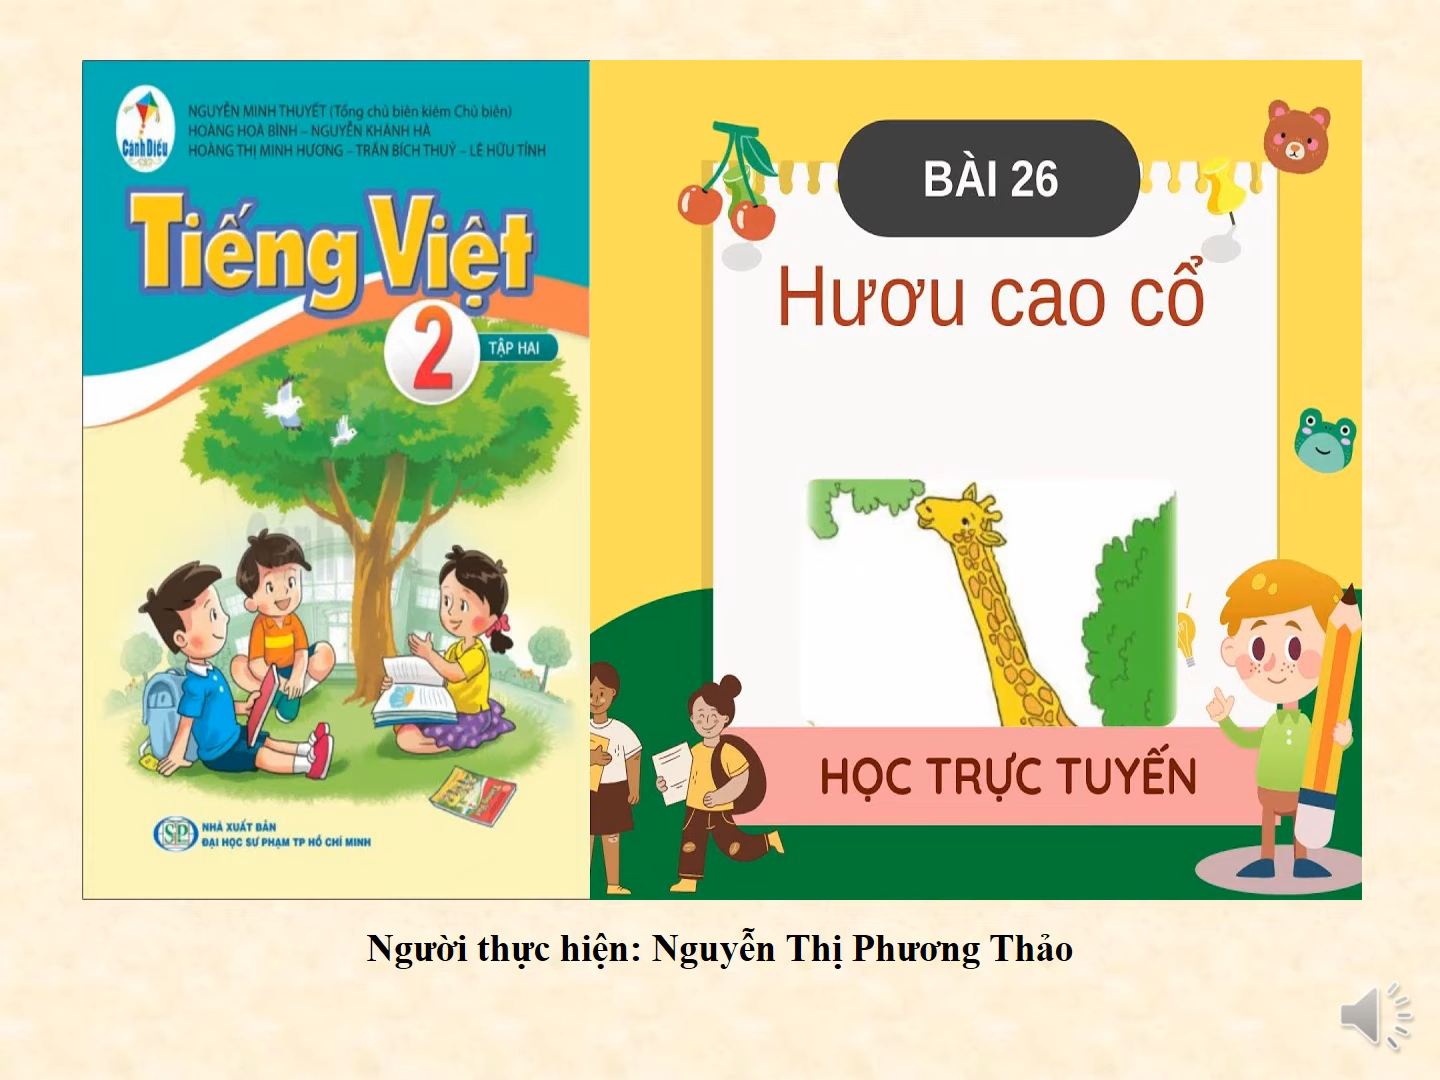 NGUYỄN MINH THUYẾT (Tổng chủ biên kiêm Chủ biên)
HOÀNG HOÀ BÌNH – NGUYỄN KHÁNH HÀ
HOÀNG THỊ MINH HƯƠNG – TRẦN BÍCH THUỶ – LÊ HỮU TỈNH
Cánh Diều
Tiếng Việt
2
TẬP HAI
NHÀ XUẤT BẢN
ĐẠI HỌC SƯ PHẠM TP HỒ CHÍ MINH
BÀI 26
Hươu cao cổ
HỌC TRỰC TUYẾN
Người thực hiện: Nguyễn Thị Phương Thảo